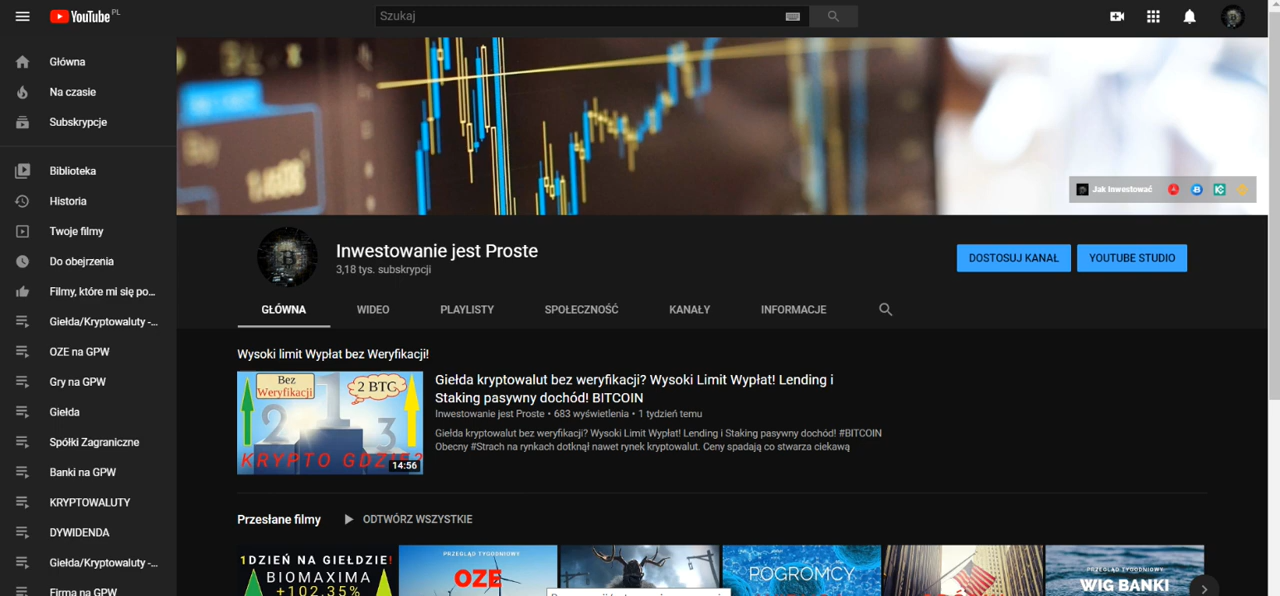 YouTube PL
Szukaj
Główna
Na czasie
Subskrypcje
Biblioteka
Historia
Twoje filmy
Do obejrzenia
Filmy, które mi się po...
Giełda/Kryptowaluty -...
OZE na GPW
Gry na GPW
Giełda
Spółki Zagraniczne
Banki na GPW
KRYPTOWALUTY
DYWIDENDA
Giełda/Kryptowaluty -...
Firma na GPW
Jak Inwestować
Inwestowanie jest Proste
3,18 tys. subskrypcji
DOSTOSUJ KANAŁ
YOUTUBE STUDIO
GŁÓWNA
WIDEO
PLAYLISTY
SPOŁECZNOŚĆ
KANAŁY
INFORMACJE
Wysoki limit Wypłat bez Weryfikacji!
Bez
Weryfikacji
2 BTC
2
3
KRYPTO GDZIE?
14:56
Giełda kryptowalut bez weryfikacji? Wysoki Limit Wypłat! Lending i
Staking pasywny dochód! BITCOIN
Inwestowanie jest Proste • 683 wyświetlenia • 1 tydzień temu
Giełda kryptowalut bez weryfikacji? Wysoki Limit Wypłat! Lending i Staking pasywny dochód! #BITCOIN
Obecny #Strach na rynkach dotknął nawet rynek kryptowalut. Ceny spadają co stwarza ciekawą
Przesłane filmy
ODTWÓRZ WSZYSTKIE
1DZIEŃ NA GIEŁDZIE!
BIOMAXIMA
+102,35%
PRZEGLĄD TYGODNIOWY
OZE
POGROMCY
PRZEGLĄD TYGODNIOWY
WIG BANKI